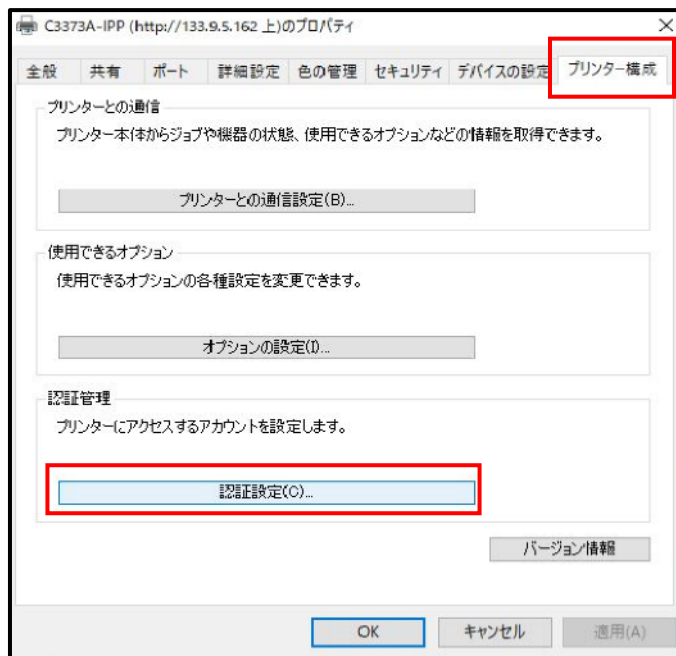 C3373A-IPP (http://133.9.5.162 上)のプロパティ
全般 共有 ポート 詳細設定 色の管理 セキュリティ デバイスの設定 プリンター構成
プリンターとの通信
プリンター本体からジョブや機器の状態、使用できるオプションなどの情報を取得できます。
プリンターとの通信設定(B)...
使用できるオプション
使用できるオプションの各種設定を変更できます。
オプションの設定(I)...
認証管理
プリンターにアクセスするアカウントを設定します。
認証設定(C)...
バージョン情報
OK キャンセル 適用(A)